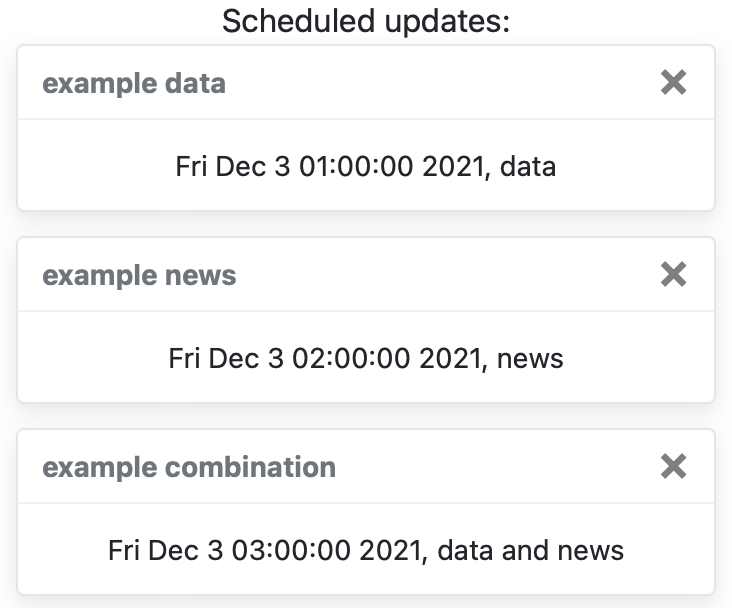 Scheduled updates:
example data
Fri Dec 3 01:00:00 2021, data
example news
Fri Dec 3 02:00:00 2021, news
example combination
Fri Dec 3 03:00:00 2021, data and news